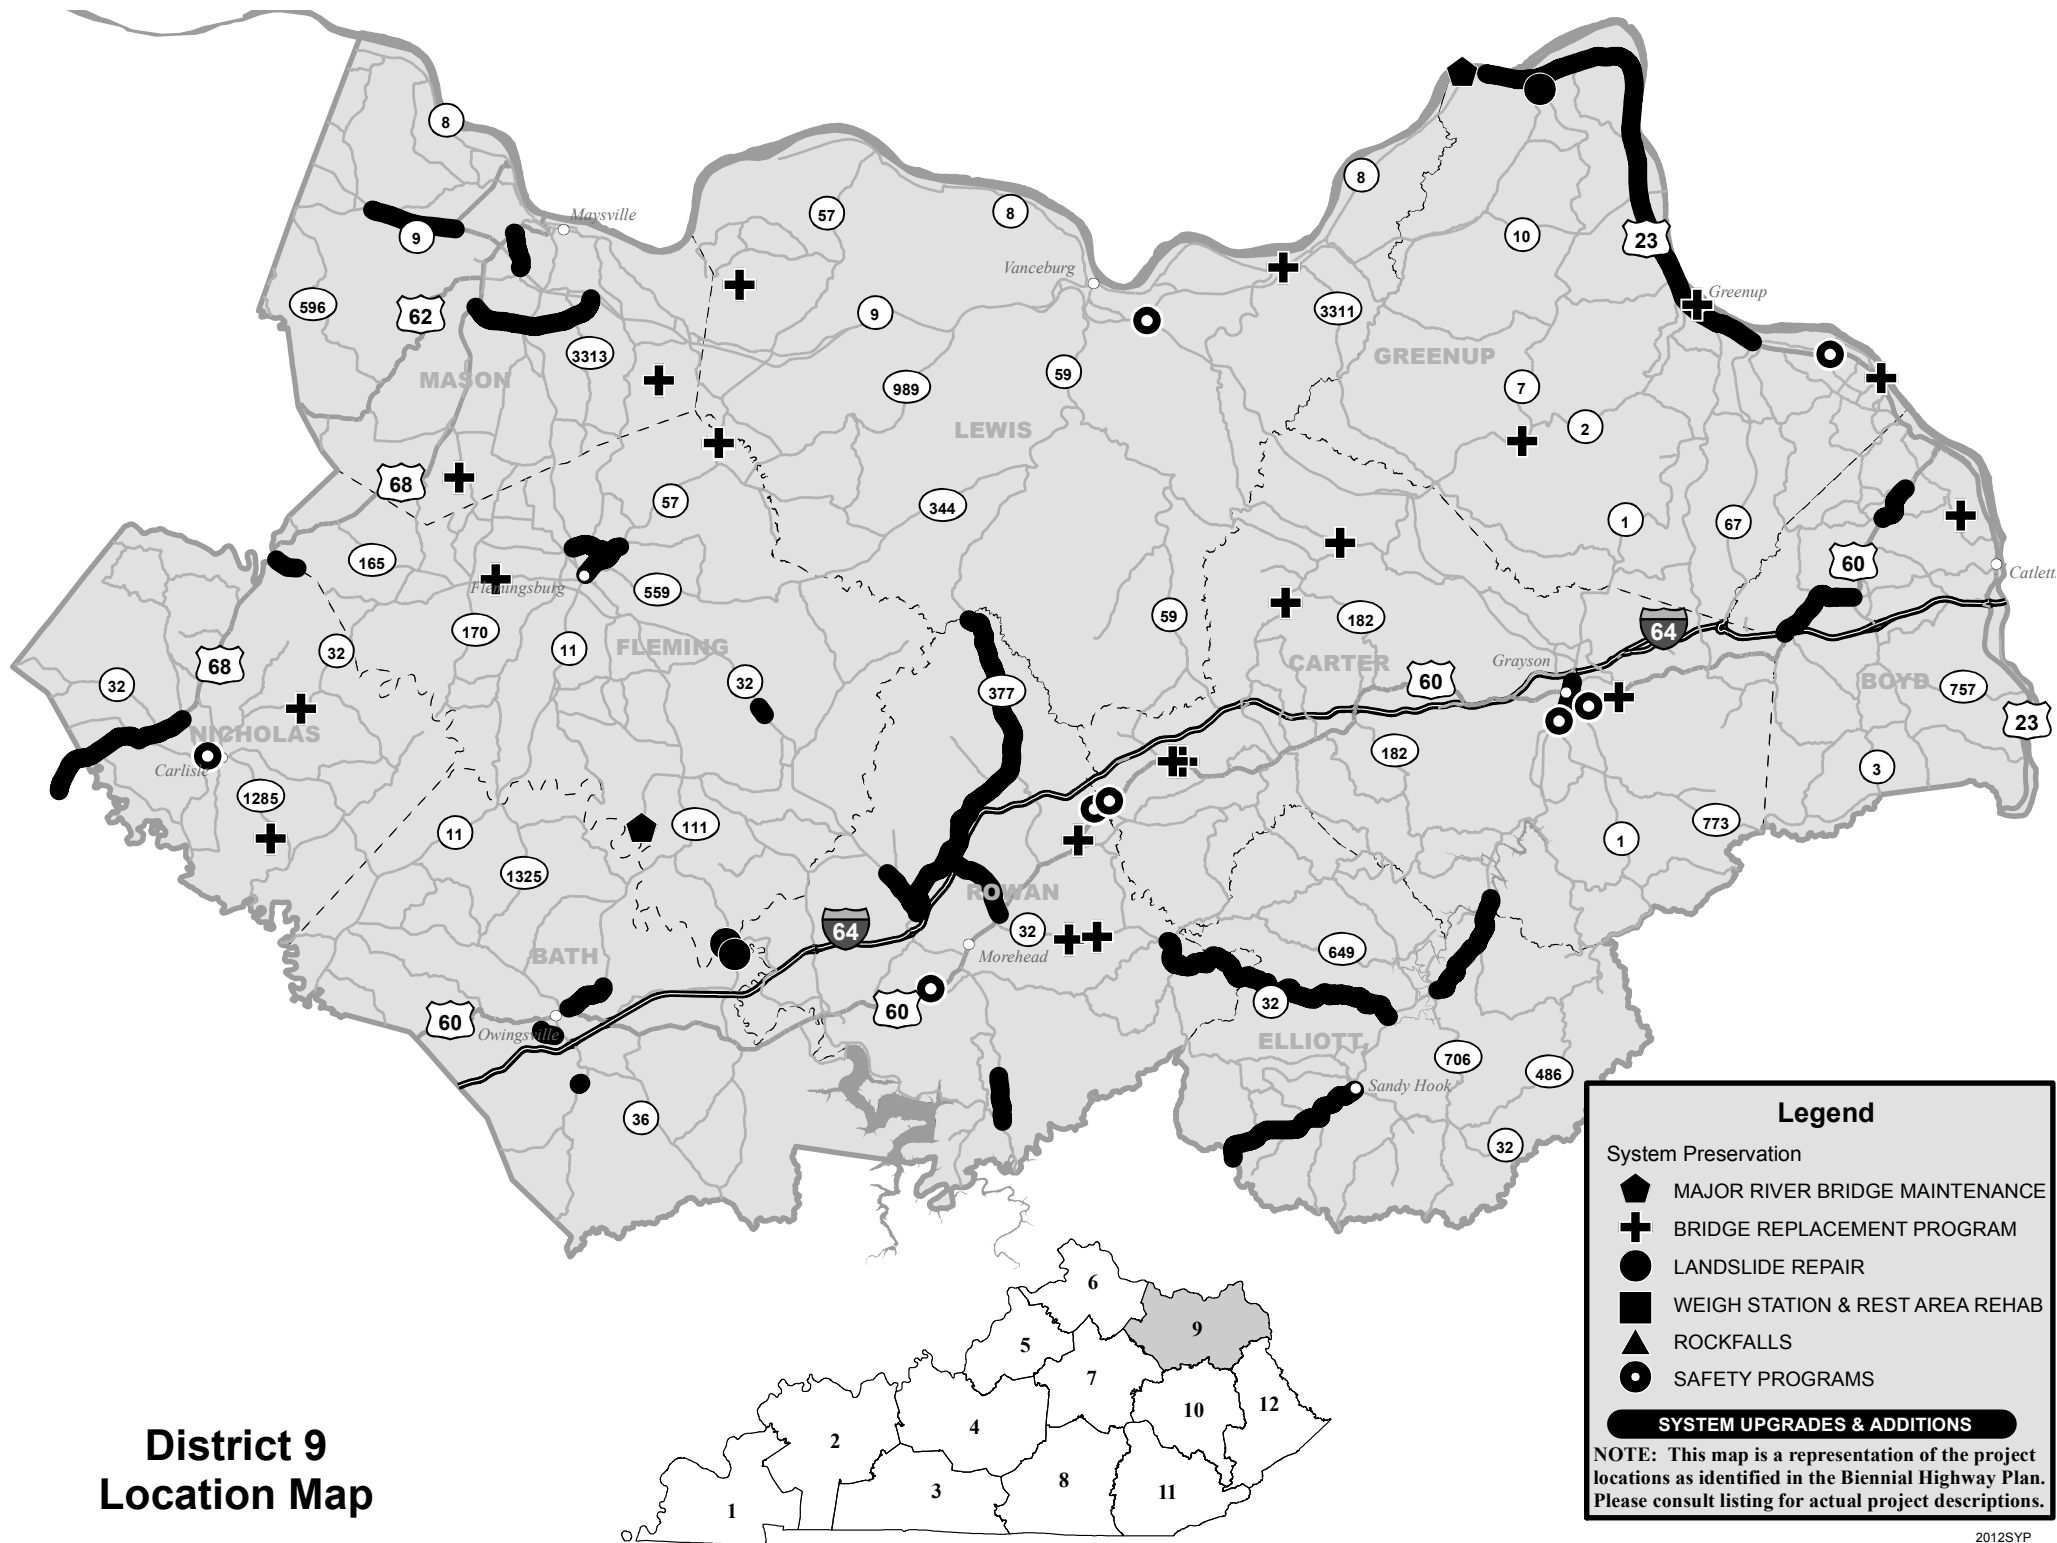 8
Maysville
57
8
8
10
23
9
596
62
3313
MASON
Vanceburg
9
3311
Greenup
GREENUP
59
989
7
2
LEWIS
68
57
344
1
67
60
Catletts
165
Flemingsburg
559
170
11
FLEMING
32
59
182
64
Grayson
CARTER
60
BOYD
757
23
32
68
32
NICHOLAS
Carlisle
1285
377
182
3
11
111
1325
773
1
ROWAN
64
32
Morehead
649
BATH
60
Owingsville
60
32
ELLIOTT
706
486
Sandy Hook
36
32
Legend
System Preservation
MAJOR RIVER BRIDGE MAINTENANCE
BRIDGE REPLACEMENT PROGRAM
LANDSLIDE REPAIR
WEIGH STATION & REST AREA REHAB
ROCKFALLS
SAFETY PROGRAMS
SYSTEM UPGRADES & ADDITIONS
NOTE: This map is a representation of the project
locations as identified in the Biennial Highway Plan.
Please consult listing for actual project descriptions.
6
9
5
7
12
10
4
2
8
3
11
1
District 9
Location Map
2012SYP